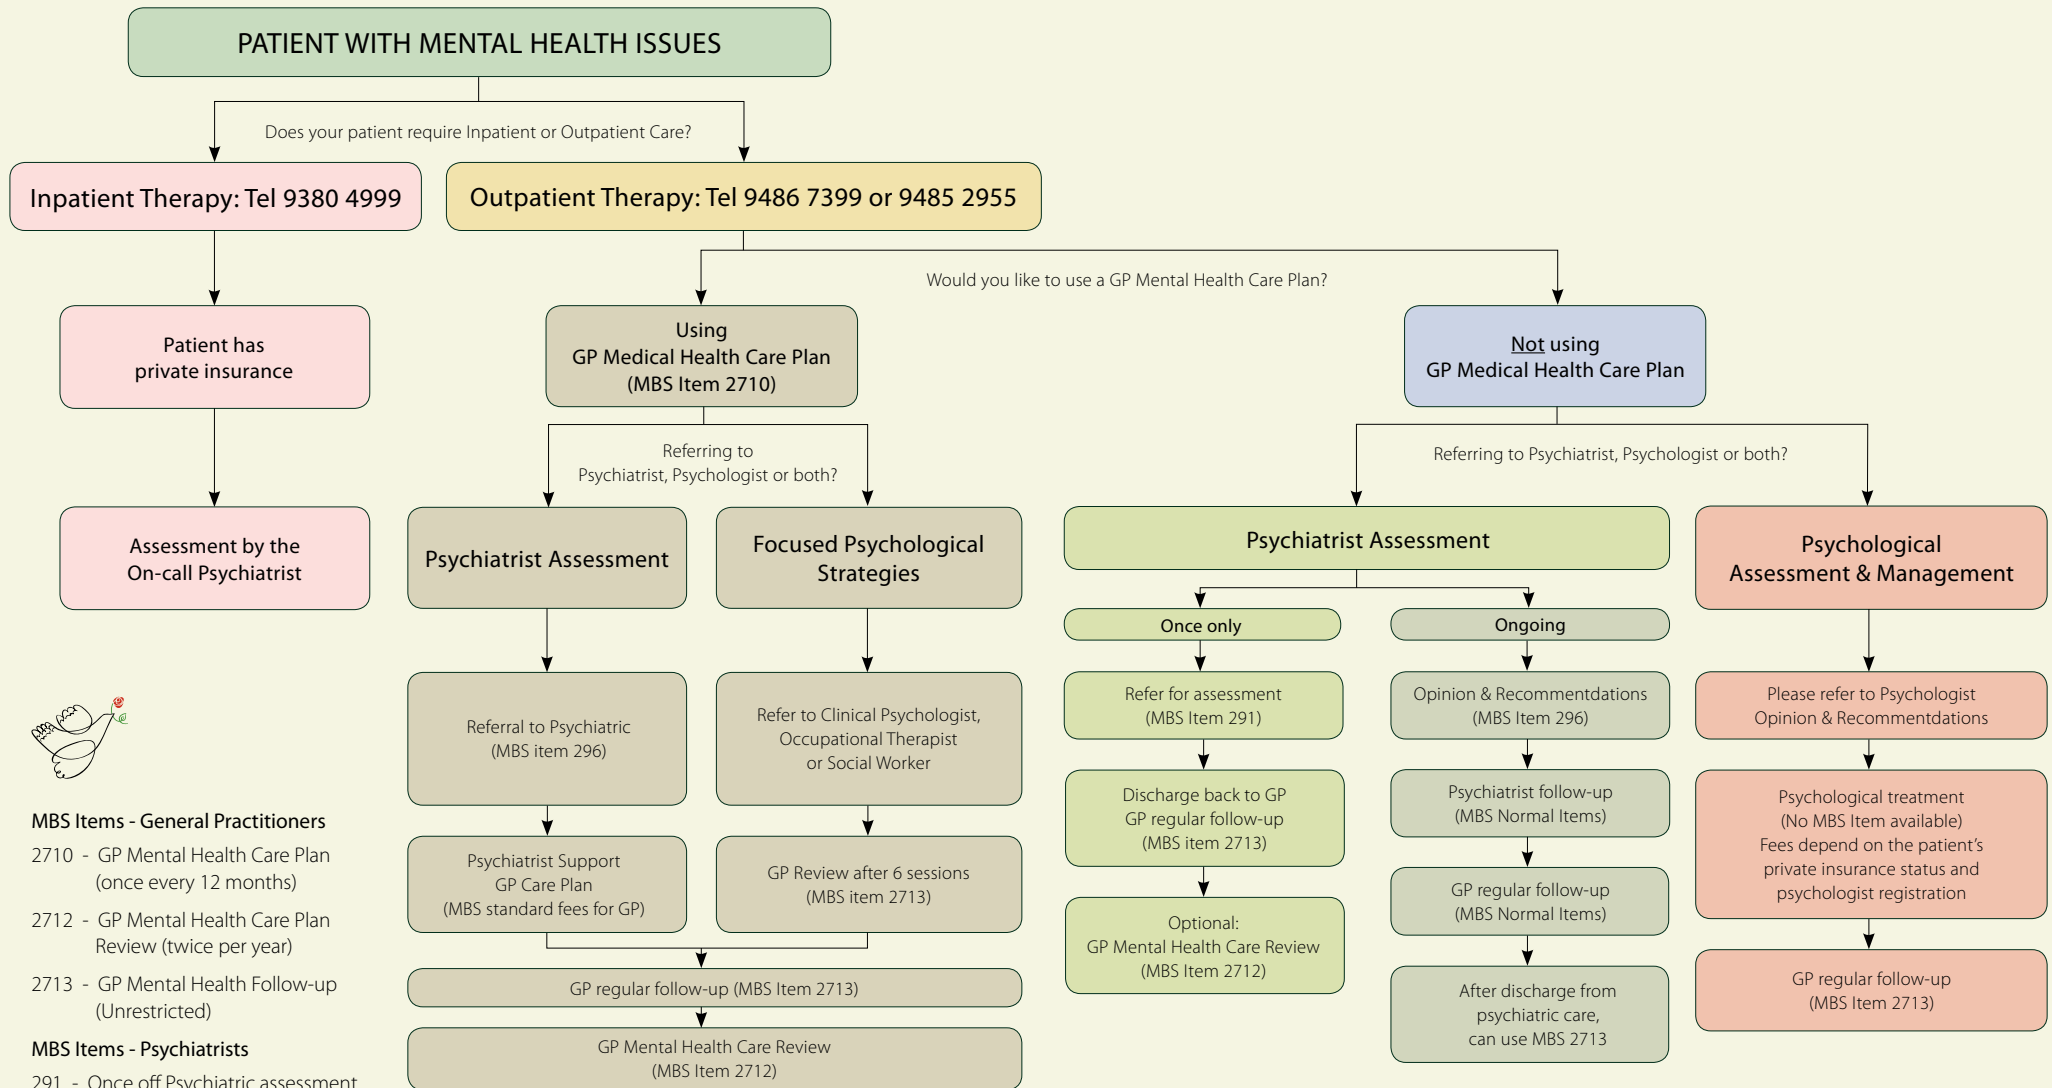 PATIENT WITH MENTAL HEALTH ISSUES
Does your patient require Inpatient or Outpatient Care?
Inpatient Therapy: Tel 9380 4999
Outpatient Therapy: Tel 9486 7399 or 9485 2955
Would you like to use a GP Mental Health Care Plan?
Patient has
private insurance
Assessment by the
On-call Psychiatrist
Using
GP Medical Health Care Plan
(MBS Item 2710)
Referring to
Psychiatrist, Psychologist or both?
Psychiatrist Assessment
Referral to Psychiatric
(MBS item 296)
Psychiatrist Support
GP Care Plan
(MBS standard fees for GP)
Focused Psychological
Strategies
Refer to Clinical Psychologist,
Occupational Therapist
or Social Worker
GP Review after 6 sessions
(MBS item 2713)
GP regular follow-up (MBS Item 2713)
GP Mental Health Care Review
(MBS Item 2712)
Not using
GP Medical Health Care Plan
Referring to Psychiatrist, Psychologist or both?
Psychiatrist Assessment
Once only
Refer for assessment
(MBS Item 291)
Discharge back to GP
GP regular follow-up
(MBS item 2713)
Optional:
GP Mental Health Care Review
(MBS Item 2712)
Ongoing
Opinion & Recommentdations
(MBS Item 296)
Psychiatrist follow-up
(MBS Normal Items)
GP regular follow-up
(MBS Normal Items)
After discharge from
psychiatric care,
can use MBS 2713
Psychological
Assessment & Management
Please refer to Psychologist
Opinion & Recommentdations
Psychological treatment
(No MBS Item available)
Fees depend on the patient's
private insurance status and
psychologist registration
GP regular follow-up
(MBS Item 2713)
MBS Items - General Practitioners
2710 - GP Mental Health Care Plan
(once every 12 months)
2712 - GP Mental Health Care Plan
Review (twice per year)
2713 - GP Mental Health Follow-up
(Unrestricted)
MBS Items - Psychiatrists
291 - Once off Psychiatric assessment